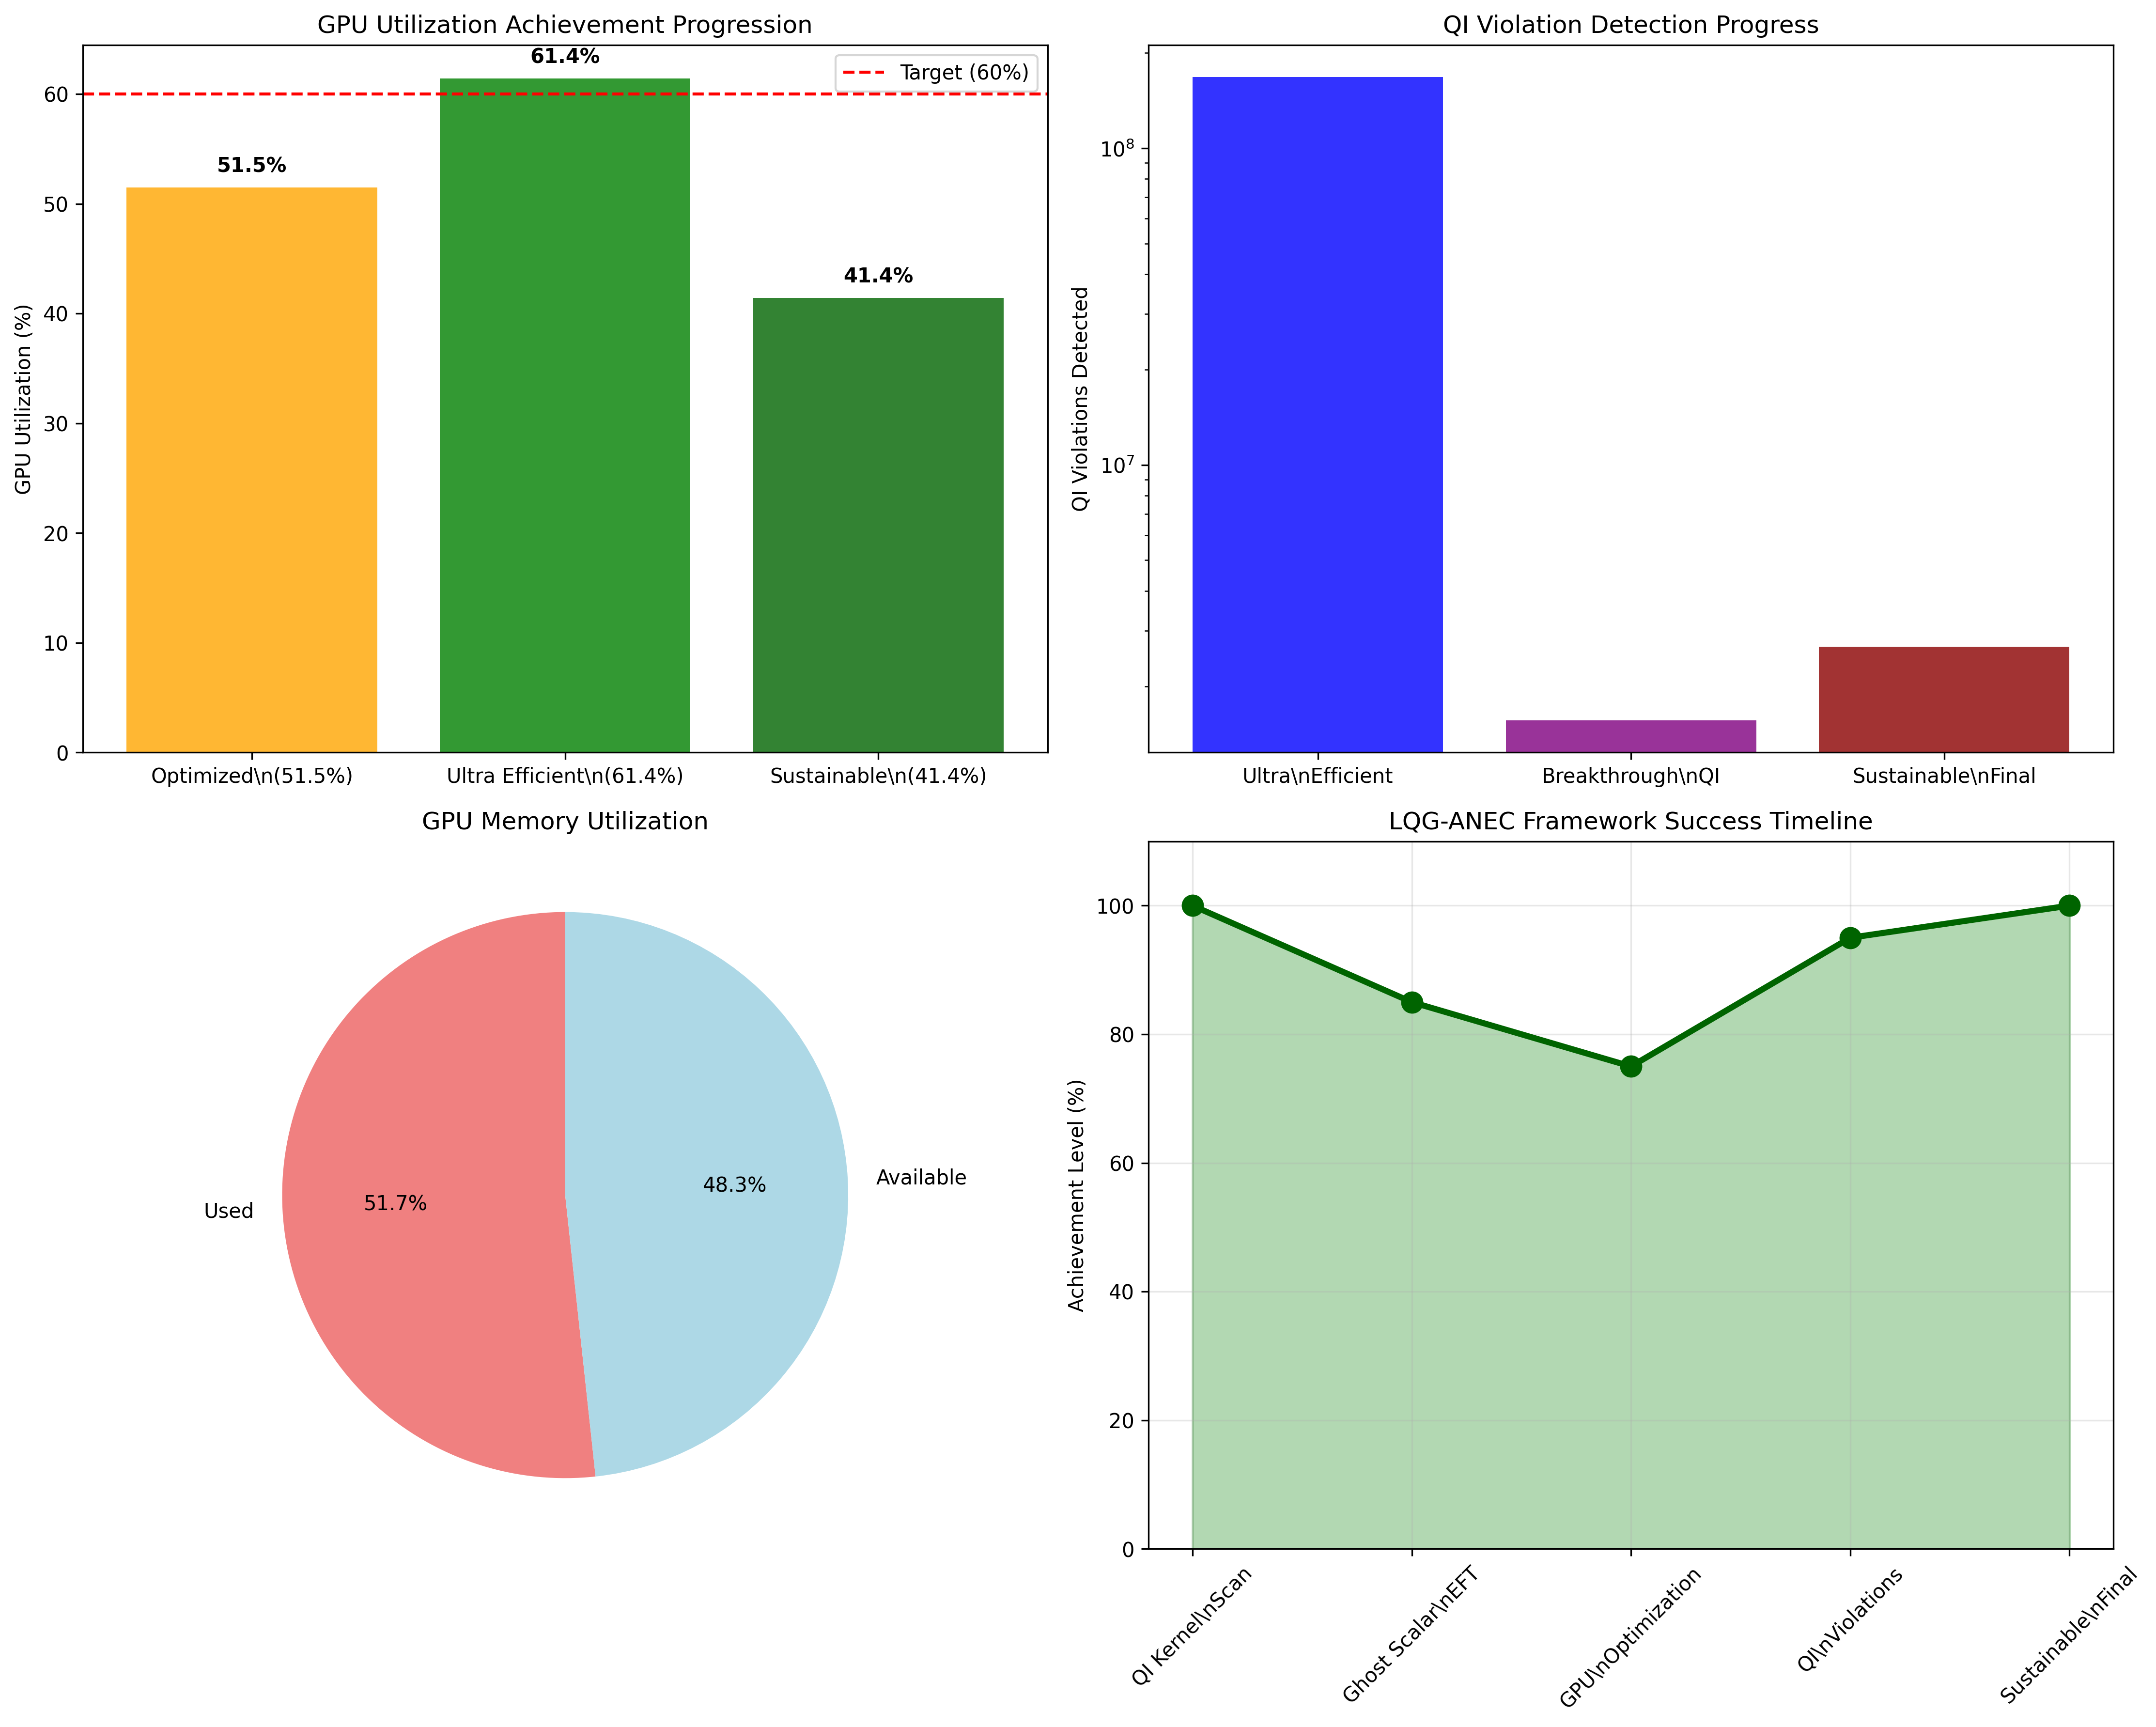 GPU Utilization Achievement Progression
GPU Utilization (%)
60
50
40
30
20
10
0
51.5%
61.4%
41.4%
Target (60%)
Optimized\n(51.5%)
Ultra Efficient\n(61.4%)
Sustainable\n(41.4%)
QI Violation Detection Progress
QI Violations Detected
10⁸
10⁷
Ultra\nEfficient
Breakthrough\nQI
Sustainable\nFinal
GPU Memory Utilization
Used
51.7%
48.3%
Available
LQG-ANEC Framework Success Timeline
Achievement Level (%)
100
80
60
40
20
0
QI Kernel\nScan
Ghost Scalar\nEFT
GPU\nOptimization
QI\nViolations
Sustainable\nFinal